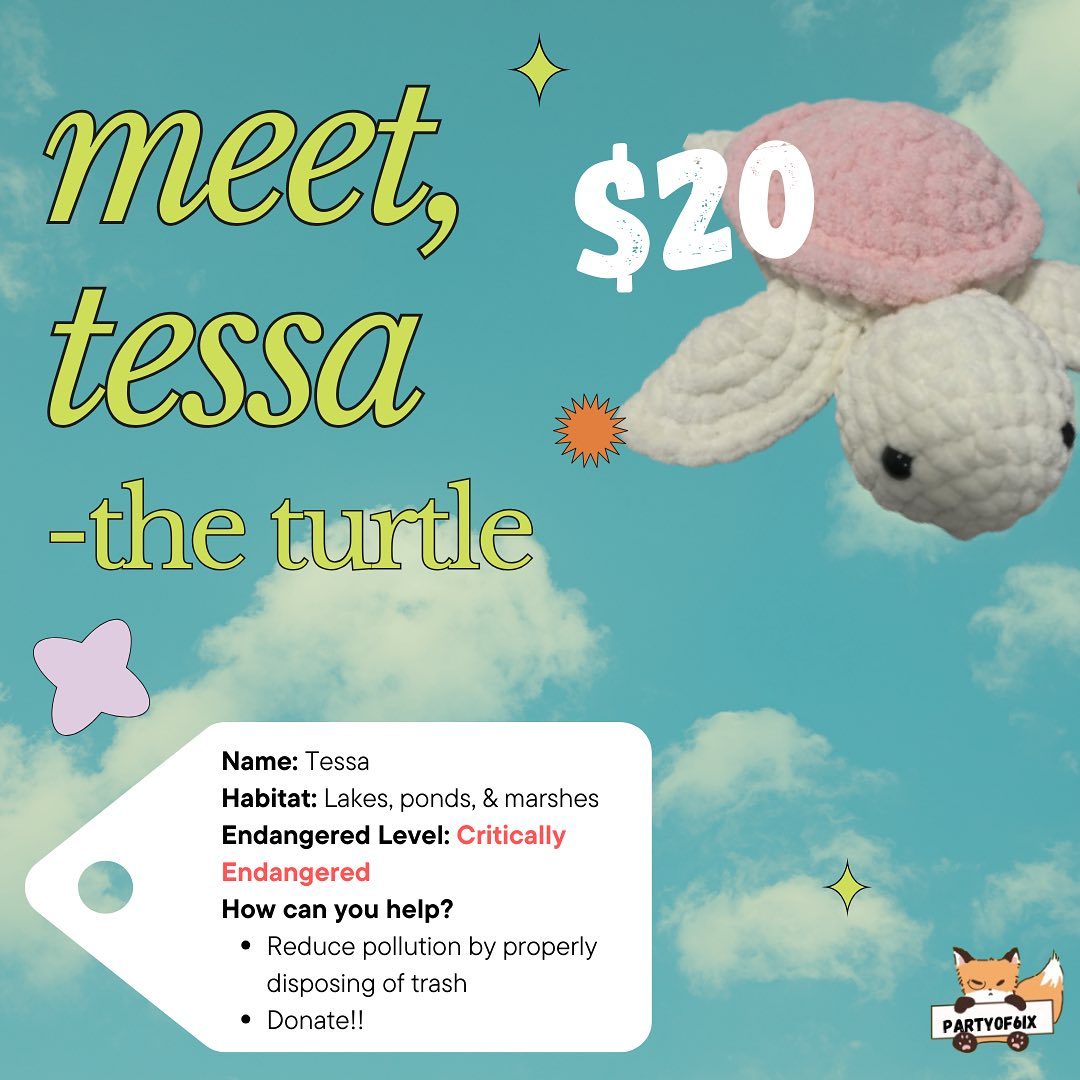 meet,
$20
tessa
-the turtle
Name: Tessa
Habitat: Lakes, ponds, & marshes
Endangered Level: Critically
Endangered
How can you help?
• Reduce pollution by properly
disposing of trash
• Donate!!
PARTYOF6IX